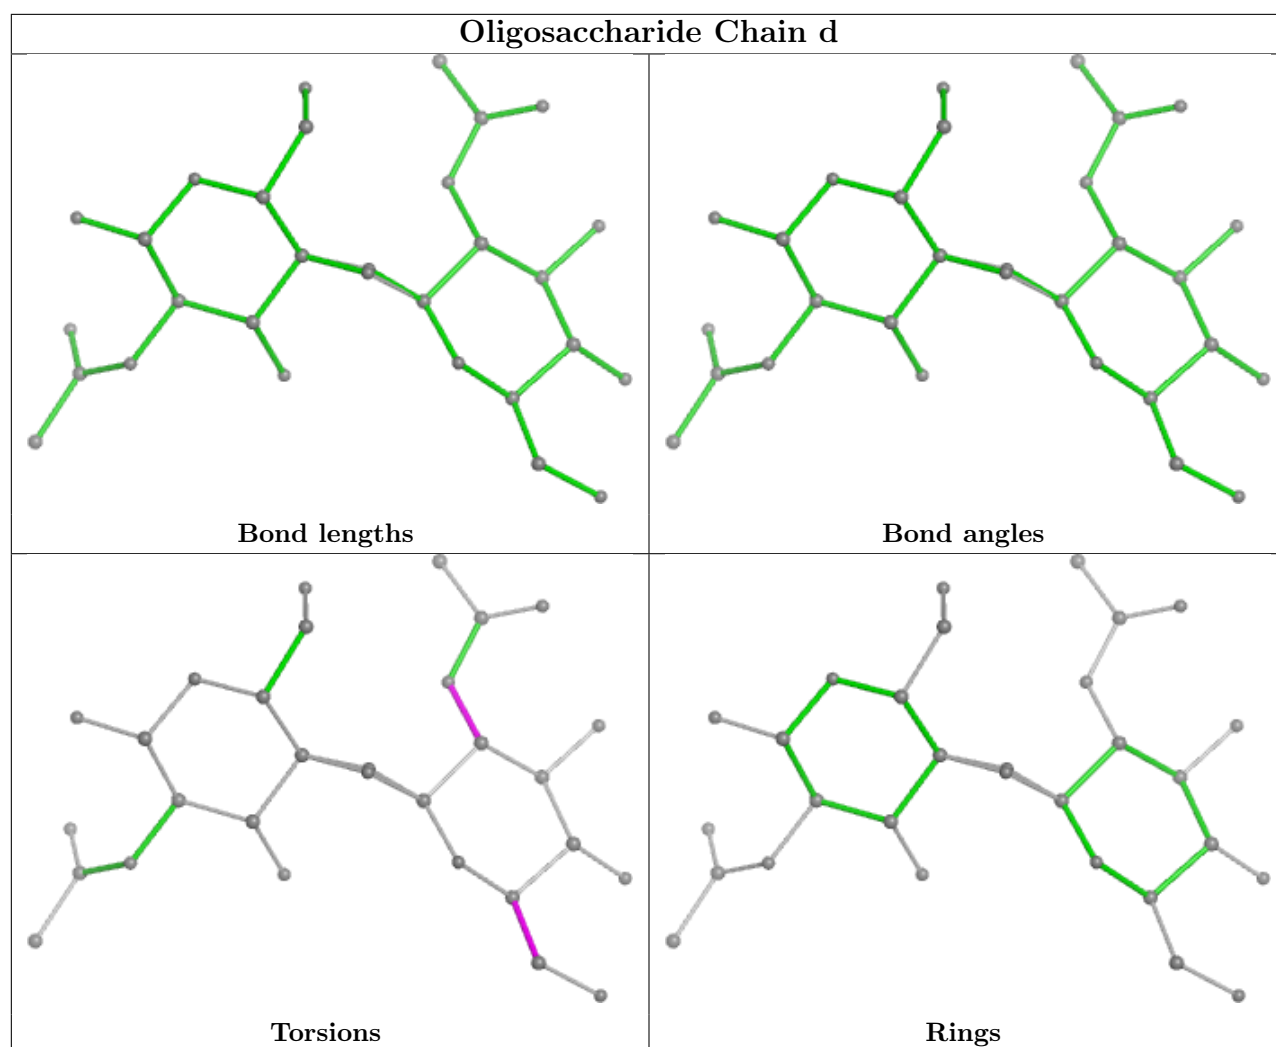 Oligosaccharide Chain d
Bond lengths
Bond angles
Torsions
Rings